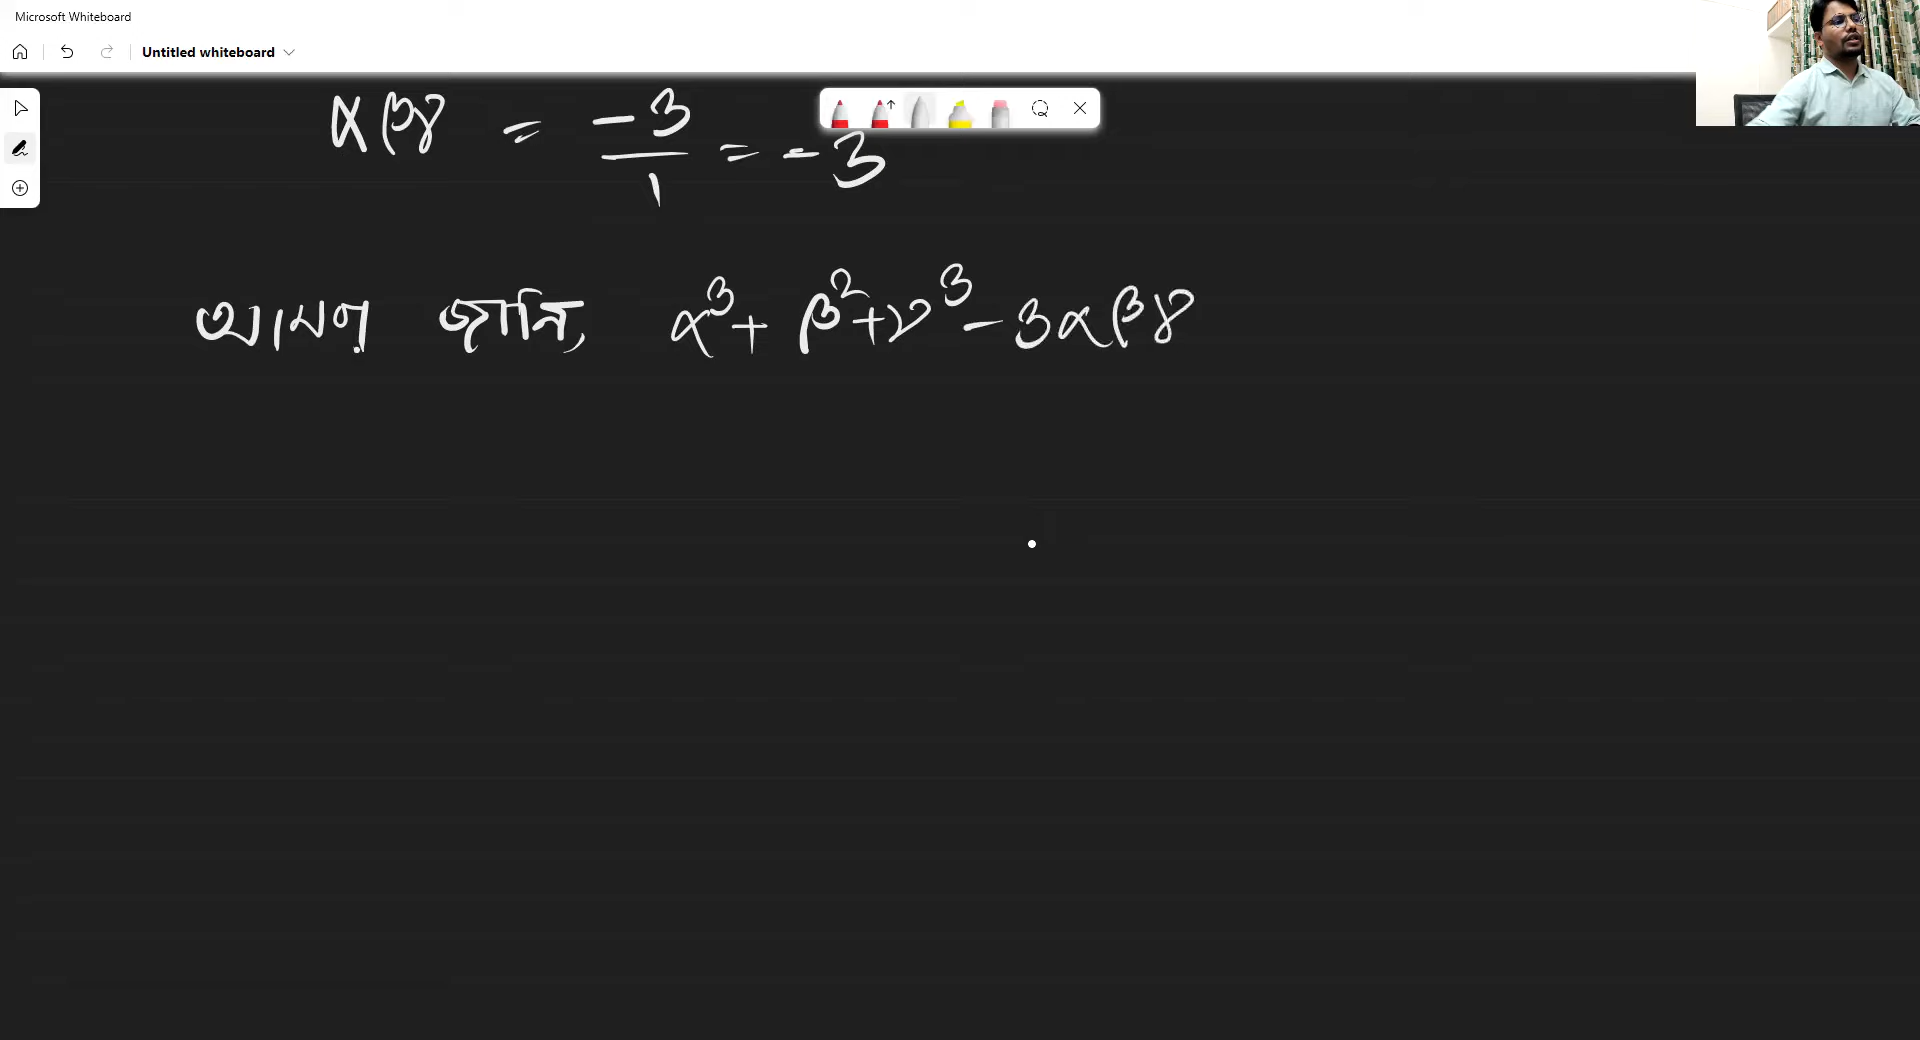 Microsoft Whiteboard
Untitled whiteboard
αβγ = -3/1 = -3
আমরা জানি, α³ + β² + γ³ - 3αβγ